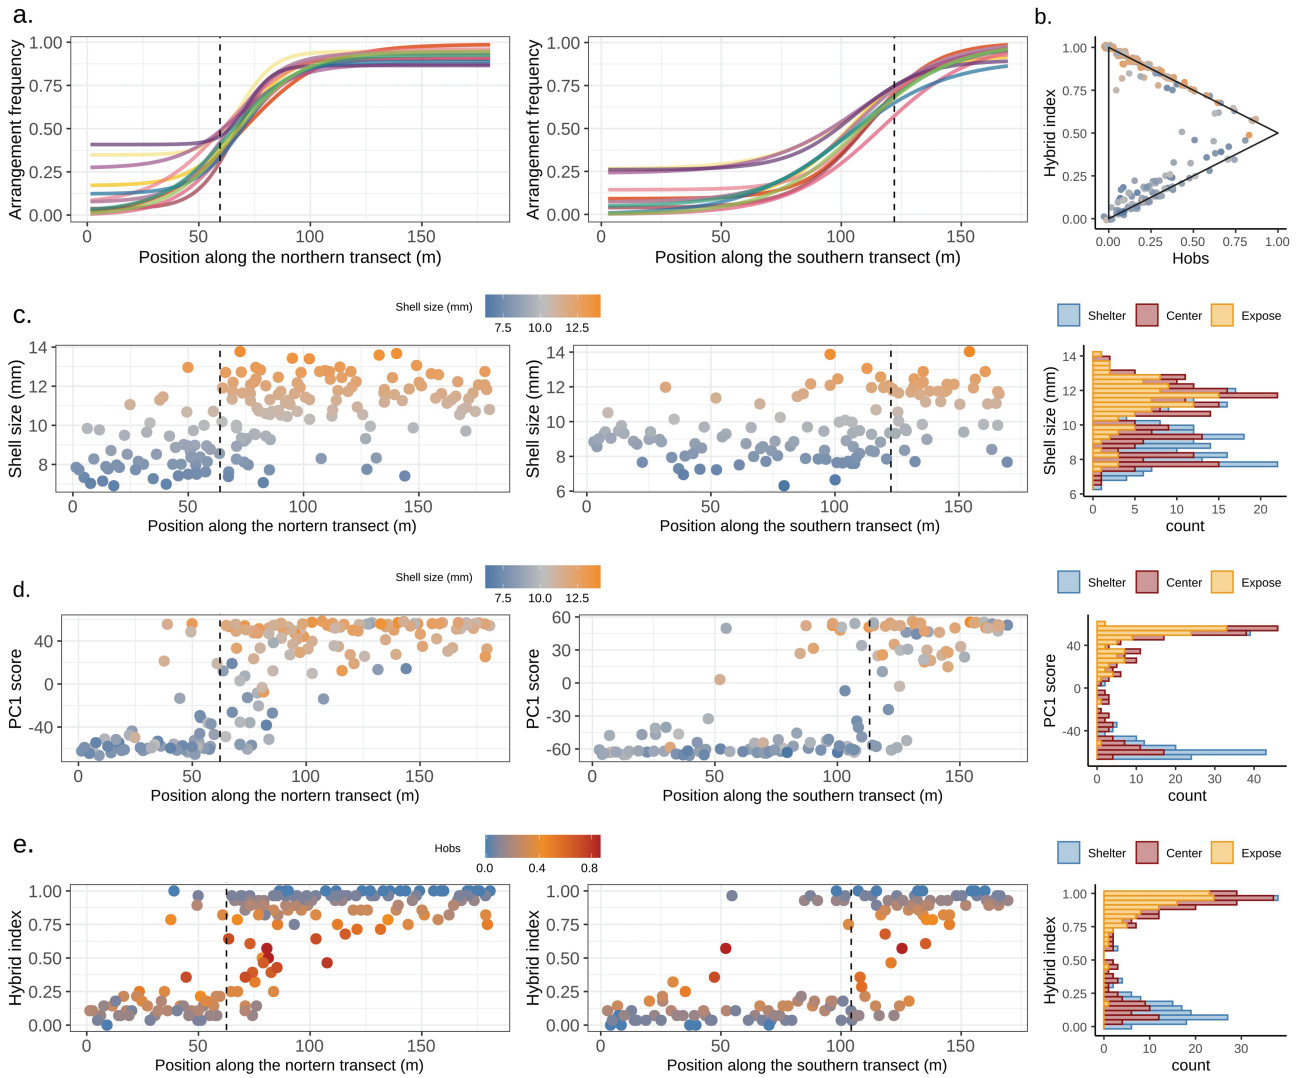 a.
b.
Arrangement frequency
1.00
0.75
0.50
0.25
0.00
0
50
100
150
Position along the northern transect (m)
Arrangement frequency
1.00
0.75
0.50
0.25
0.00
0
50
100
150
Position along the southern transect (m)
Hybrid index
1.00
0.75
0.50
0.25
0.00
0.00
0.25
0.50
0.75
1.00
Hobs
c.
Shell size (mm)
7.5
10.0
12.5
Shelter
Center
Expose
Shell size (mm)
14
12
10
8
0
50
100
150
Position along the nortern transect (m)
Shell size (mm)
14
12
10
8
6
0
50
100
150
Position along the southern transect (m)
Shell size (mm)
14
12
10
8
6
0
5
10
15
20
count
d.
Shell size (mm)
7.5
10.0
12.5
Shelter
Center
Expose
PC1 score
40
0
-40
0
50
100
150
Position along the nortern transect (m)
PC1 score
60
30
0
-30
-60
0
50
100
150
Position along the southern transect (m)
PC1 score
40
0
-40
0
10
20
30
40
count
e.
Hobs
0.0
0.4
0.8
Shelter
Center
Expose
Hybrid index
1.00
0.75
0.50
0.25
0.00
0
50
100
150
Position along the nortern transect (m)
Hybrid index
1.00
0.75
0.50
0.25
0.00
0
50
100
150
Position along the southern transect (m)
Hybrid index
1.00
0.75
0.50
0.25
0.00
0
10
20
30
count